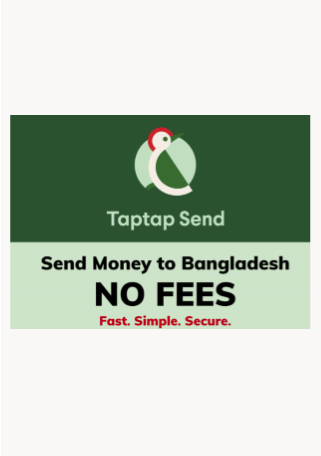 Taptap Send
Send Money to Bangladesh
NO FEES
Fast. Simple. Secure.